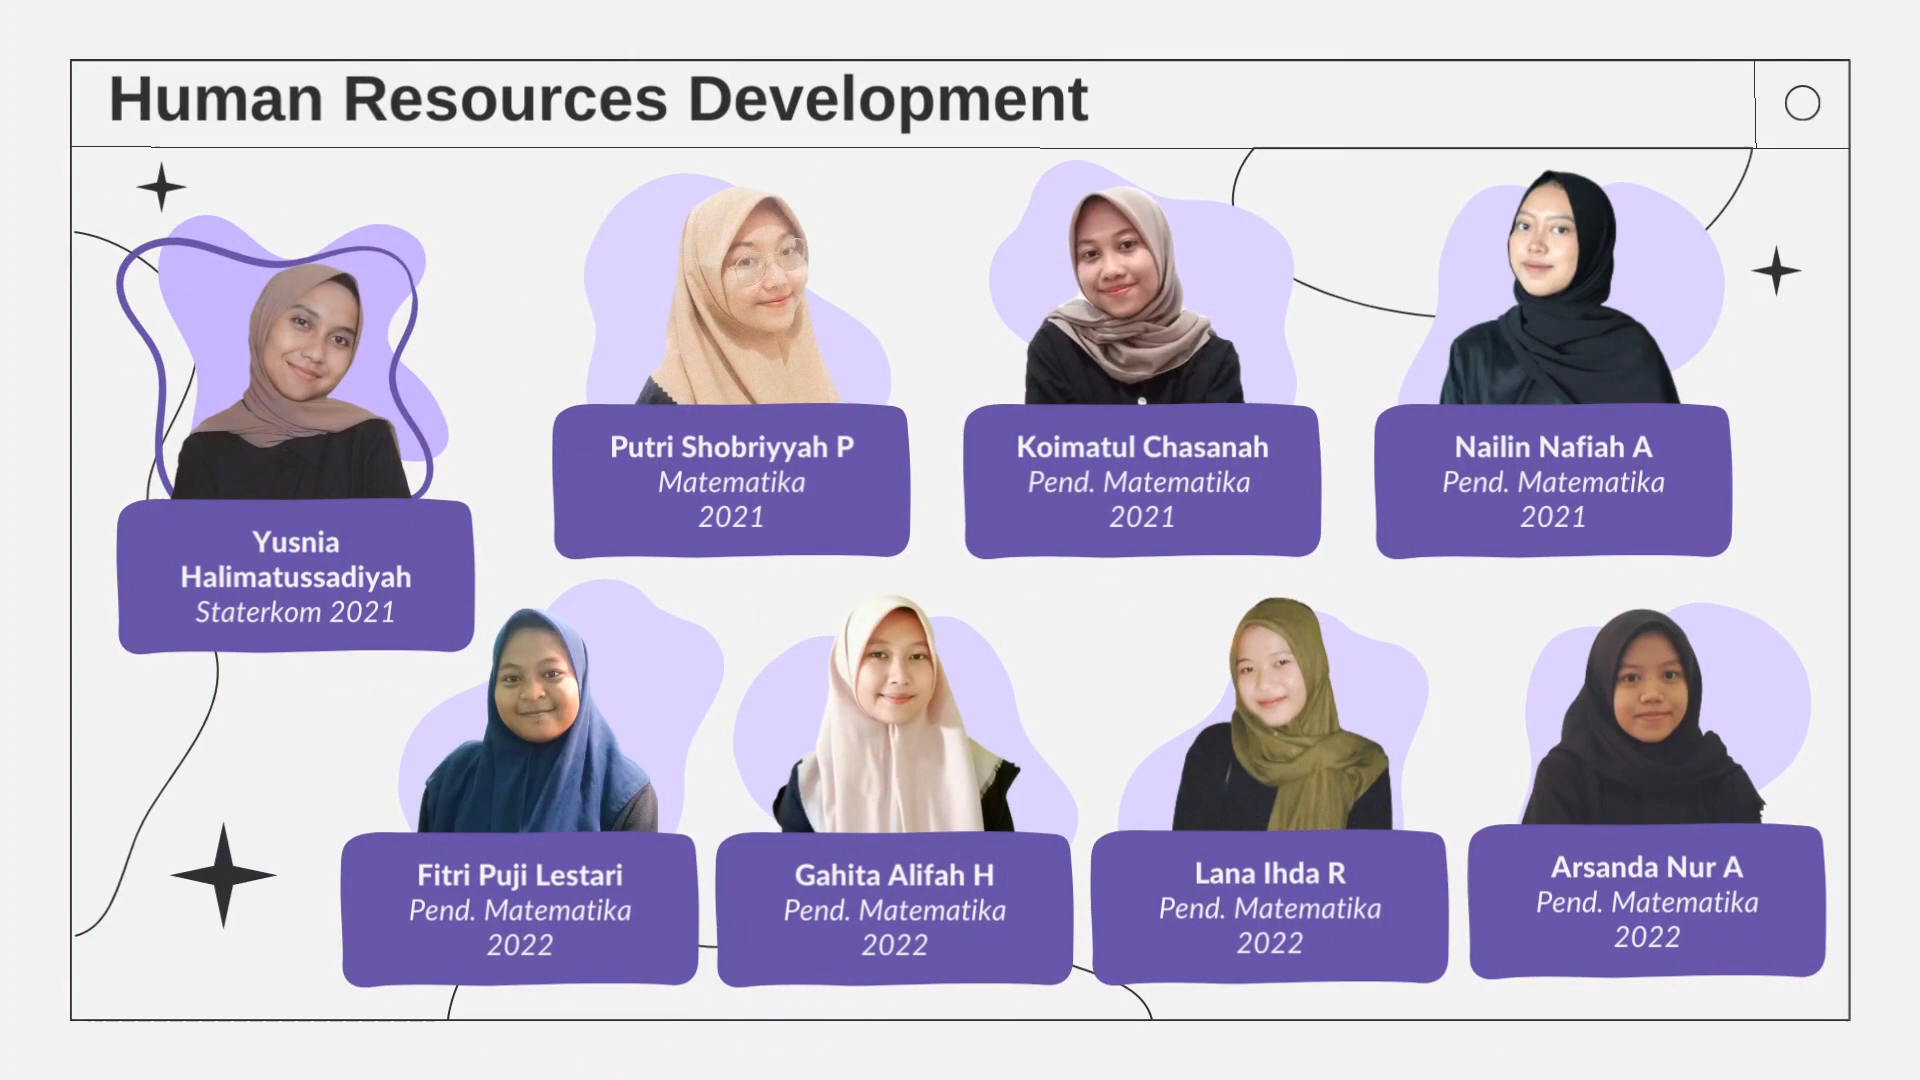 Human Resources Development
Yusnia
Halimatussadiyah
Staterkom 2021
Putri Shobriyyah P
Matematika
2021
Koimatul Chasanah
Pend. Matematika
2021
Nailin Nafiah A
Pend. Matematika
2021
Fitri Puji Lestari
Pend. Matematika
2022
Gahita Alifah H
Pend. Matematika
2022
Lana Ihda R
Pend. Matematika
2022
Arsanda Nur A
Pend. Matematika
2022